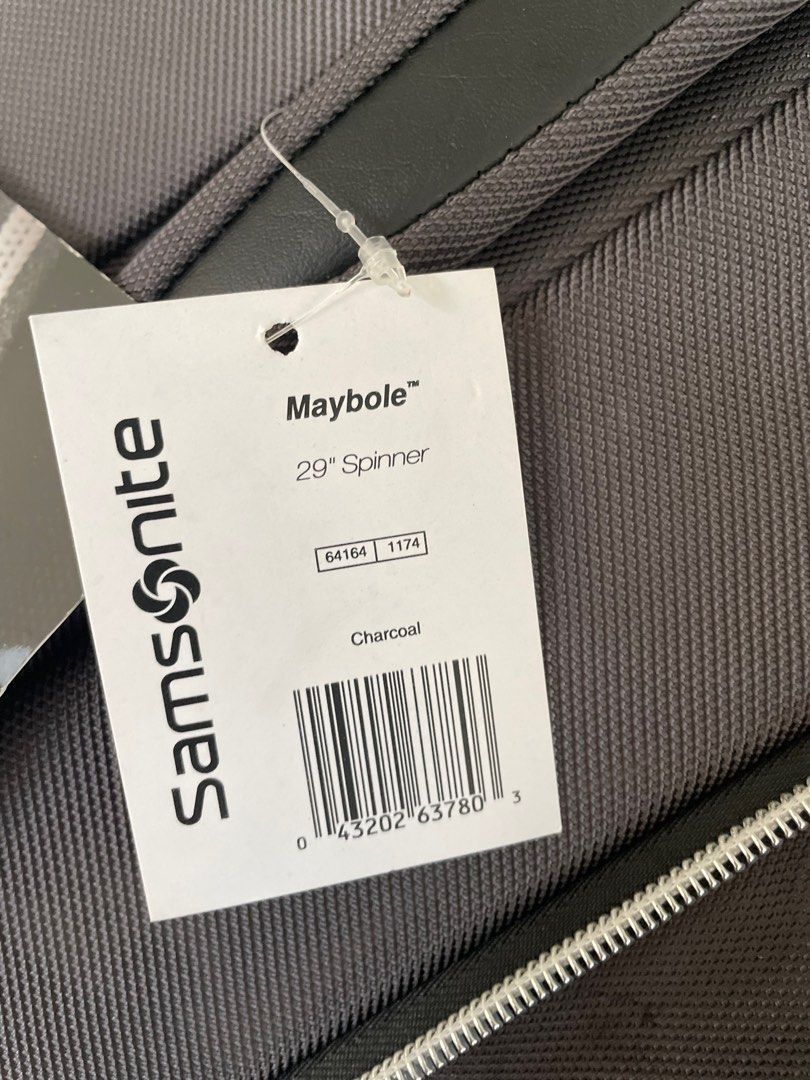 Samsonite
Maybole™
29" Spinner
64164 1174
Charcoal
0 43202 63780 3